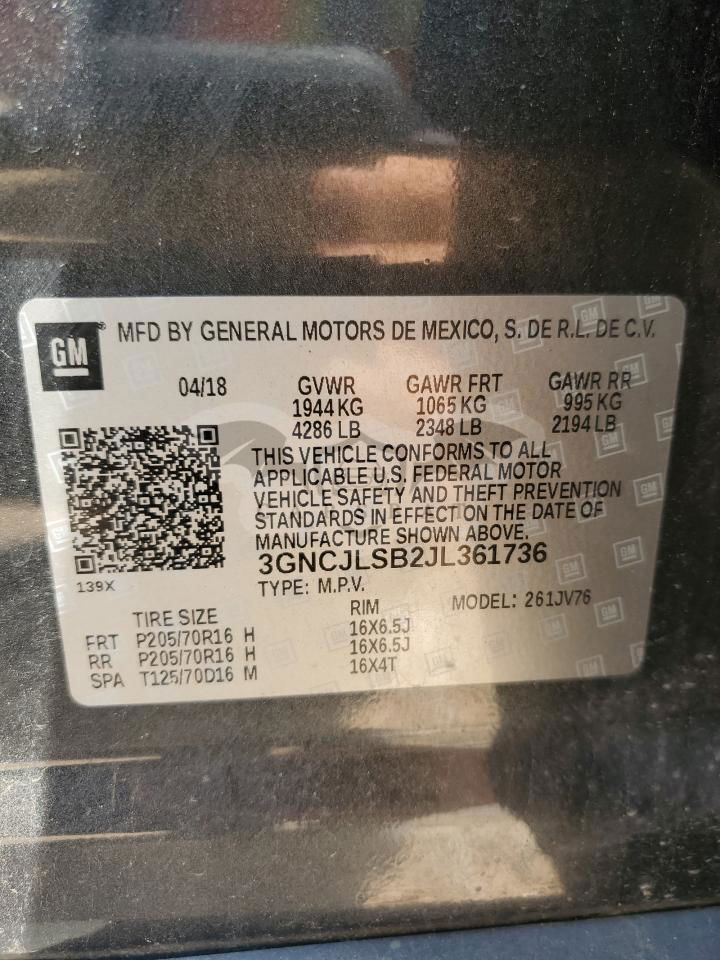 GM ® MFD BY GENERAL MOTORS DE MEXICO, S. DE R.L. DE C.V.
04/18 GVWR GAWR FRT GAWR RR
1944 KG 1065 KG 995 KG
4286 LB 2348 LB 2194 LB
THIS VEHICLE CONFORMS TO ALL
APPLICABLE U.S. FEDERAL MOTOR
VEHICLE SAFETY AND THEFT PREVENTION
STANDARDS IN EFFECT ON THE DATE OF
MANUFACTURE SHOWN ABOVE.
3GNCJLSB2JL361736
139X TYPE: M.P.V. MODEL: 261JV76
TIRE SIZE RIM
FRT P205/70R16 H 16X6.5J
RR P205/70R16 H 16X6.5J
SPA T125/70D16 M 16X4T